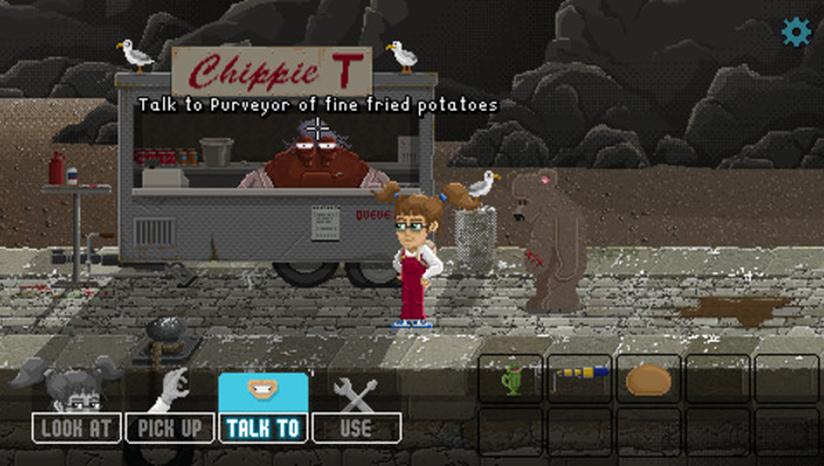 Chippie T
Talk to Purveyor of fine fried potatoes
QUEUE
LOOK AT
PICK UP
TALK TO
USE